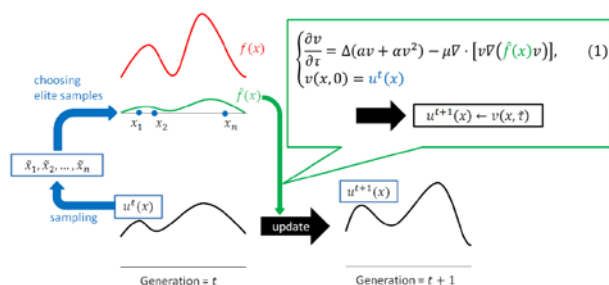 f(x)
choosing
elite samples
f̂(x)
x₁ x₂ xₙ
x̃₁, x̃₂, ..., x̃ₙ
sampling
uᵗ(x)
Generation = t
{∂v/∂τ = Δ(av + αv²) − μ∇ · [v∇(f̂(x)v)], (1)
v(x, 0) = uᵗ(x)
uᵗ⁺¹(x) ← v(x, τ̂)
update
uᵗ⁺¹(x)
Generation = t + 1